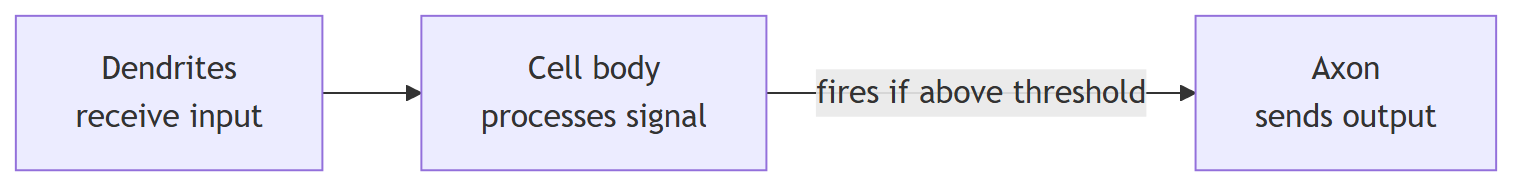 Dendrites
receive input
Cell body
processes signal
fires if above threshold
Axon
sends output